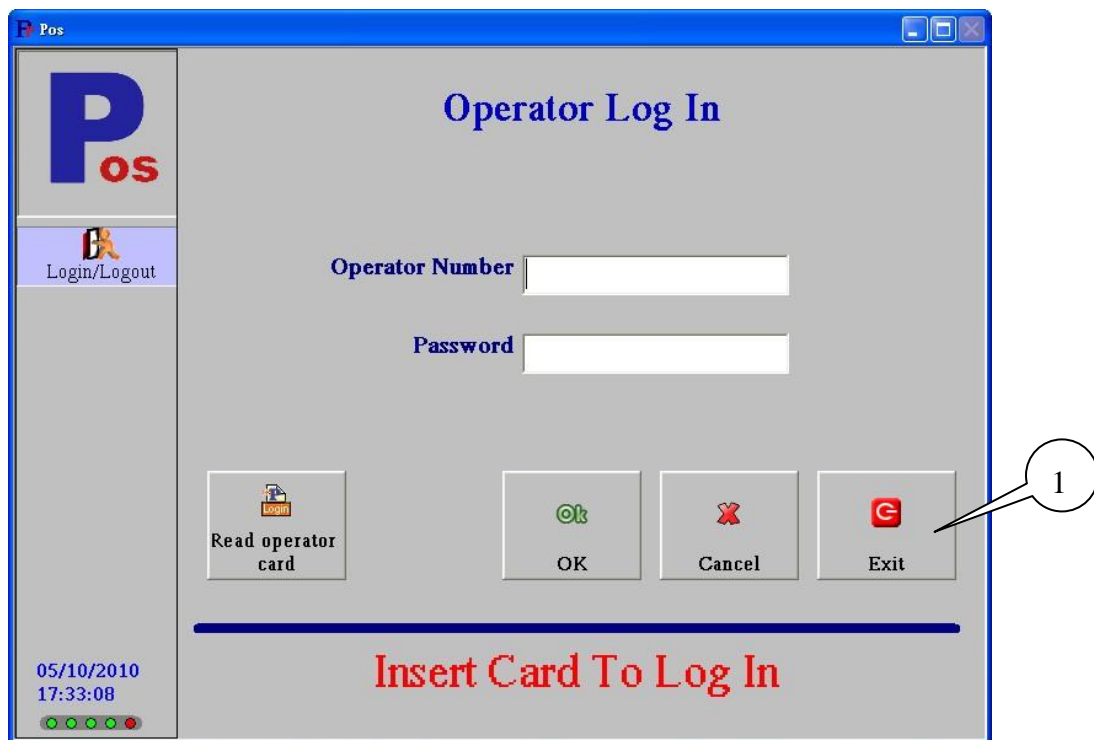 Pos
Pos
Operator Log In
Login/Logout
Operator Number
Password
Login
Read operator
card
Ok
OK
Cancel
Exit
1
Insert Card To Log In
05/10/2010
17:33:08